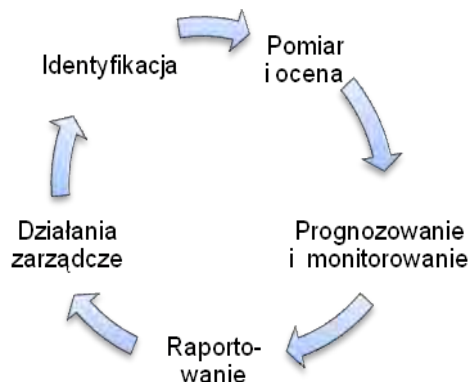 Identyfikacja
Pomiar
i ocena
Prognozowanie
i monitorowanie
Raporto-
wanie
Działania
zarządcze